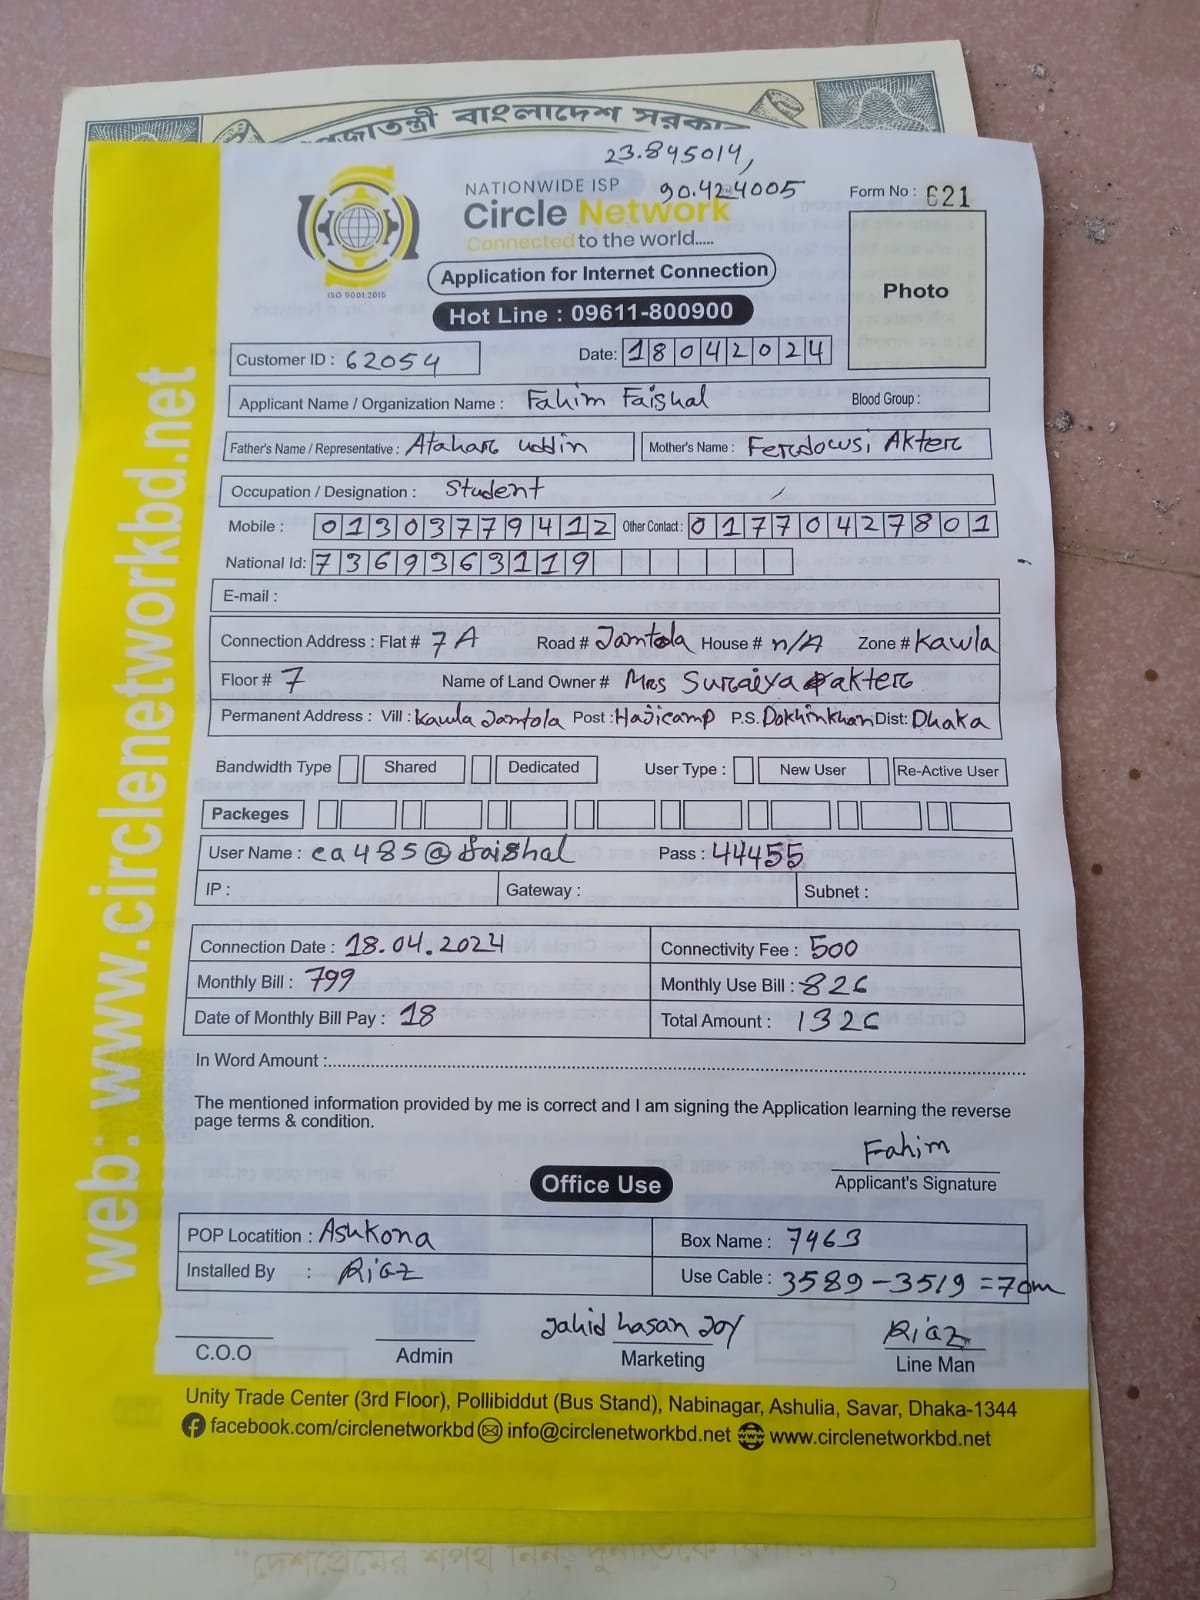 প্রজাতন্ত্রী বাংলাদেশ সরকার
23.845014,
90.424005
NATIONWIDE ISP
Circle Network
Connected to the world.....
ISO 9001:2015
Form No : 621
Photo
Application for Internet Connection
Hot Line : 09611-800900
Customer ID : 62054 Date: 18042024
Applicant Name / Organization Name : Fahim Faishal Blood Group :
Father's Name / Representative : Atahar uddin Mother's Name : Ferdowsi Akter
Occupation / Designation : Student
Mobile : 01303779412 Other Contact : 01770427801
National Id: 7369363119
E-mail :
Connection Address : Flat # 7A Road # Jamtola House # n/A Zone # Kawla
Floor # 7 Name of Land Owner # Mrs Suraiya akter
Permanent Address : Vill : Kawla Jamtola Post : Hajicamp P.S. Dokhinkhan Dist: Dhaka
Bandwidth Type Shared Dedicated User Type : New User Re-Active User
Packeges
User Name : ca485@faishal Pass : 44455
IP : Gateway : Subnet :
Connection Date : 18.04.2024 Connectivity Fee : 500
Monthly Bill : 799 Monthly Use Bill : 826
Date of Monthly Bill Pay : 18 Total Amount : 1326
In Word Amount :
The mentioned information provided by me is correct and I am signing the Application learning the reverse
page terms & condition.
Fahim
Applicant's Signature
Office Use
POP Locatition : Ashkona Box Name : 7463
Installed By : Riaz Use Cable : 3589-3519=70m
Jahid hasan Joy Riaz
C.O.O Admin Marketing Line Man
Unity Trade Center (3rd Floor), Pollibiddut (Bus Stand), Nabinagar, Ashulia, Savar, Dhaka-1344
facebook.com/circlenetworkbd info@circlenetworkbd.net www.circlenetworkbd.net
web: www.circlenetworkbd.net
"দেশপ্রেমের শপথ নিন, দুর্নীতিকে